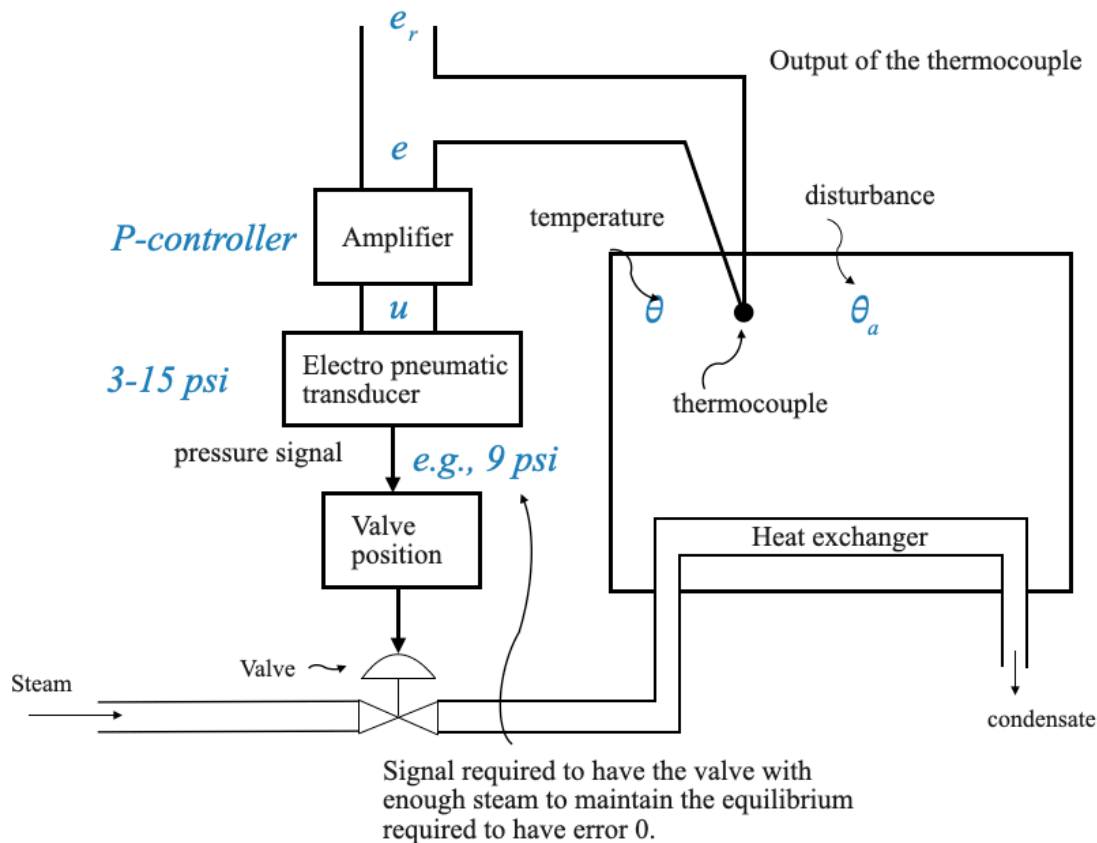 e_r
Output of the thermocouple
e
disturbance
temperature
P-controller
Amplifier
θ
θ_a
u
3-15 psi
Electro pneumatic
transducer
thermocouple
pressure signal
e.g., 9 psi
Valve
position
Heat exchanger
Valve
Steam
condensate
Signal required to have the valve with
enough steam to maintain the equilibrium
required to have error 0.